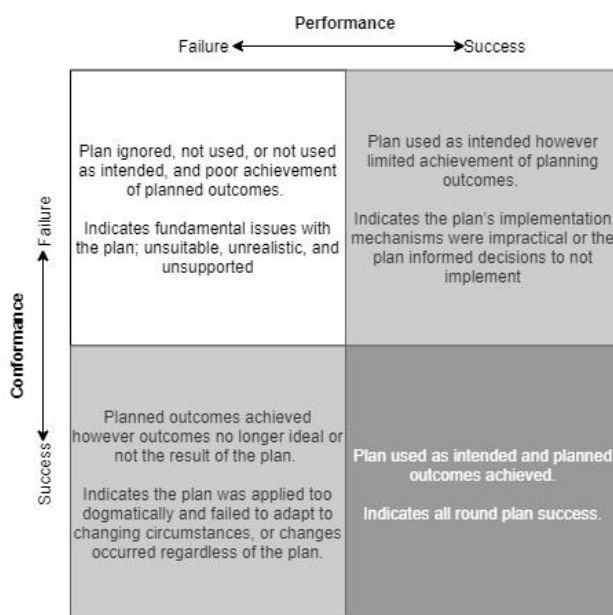 Performance
Failure
Success
Conformance
Failure
Success
Plan ignored, not used, or not used
as intended, and poor achievement
of planned outcomes.
Indicates fundamental issues with
the plan; unsuitable, unrealistic, and
unsupported
Plan used as intended however
limited achievement of planning
outcomes.
Indicates the plan's implementation
mechanisms were impractical or the
plan informed decisions to not
implement
Planned outcomes achieved
however outcomes no longer ideal or
not the result of the plan.
Indicates the plan was applied too
dogmatically and failed to adapt to
changing circumstances, or changes
occurred regardless of the plan.
Plan used as intended and planned
outcomes achieved.
Indicates all round plan success.